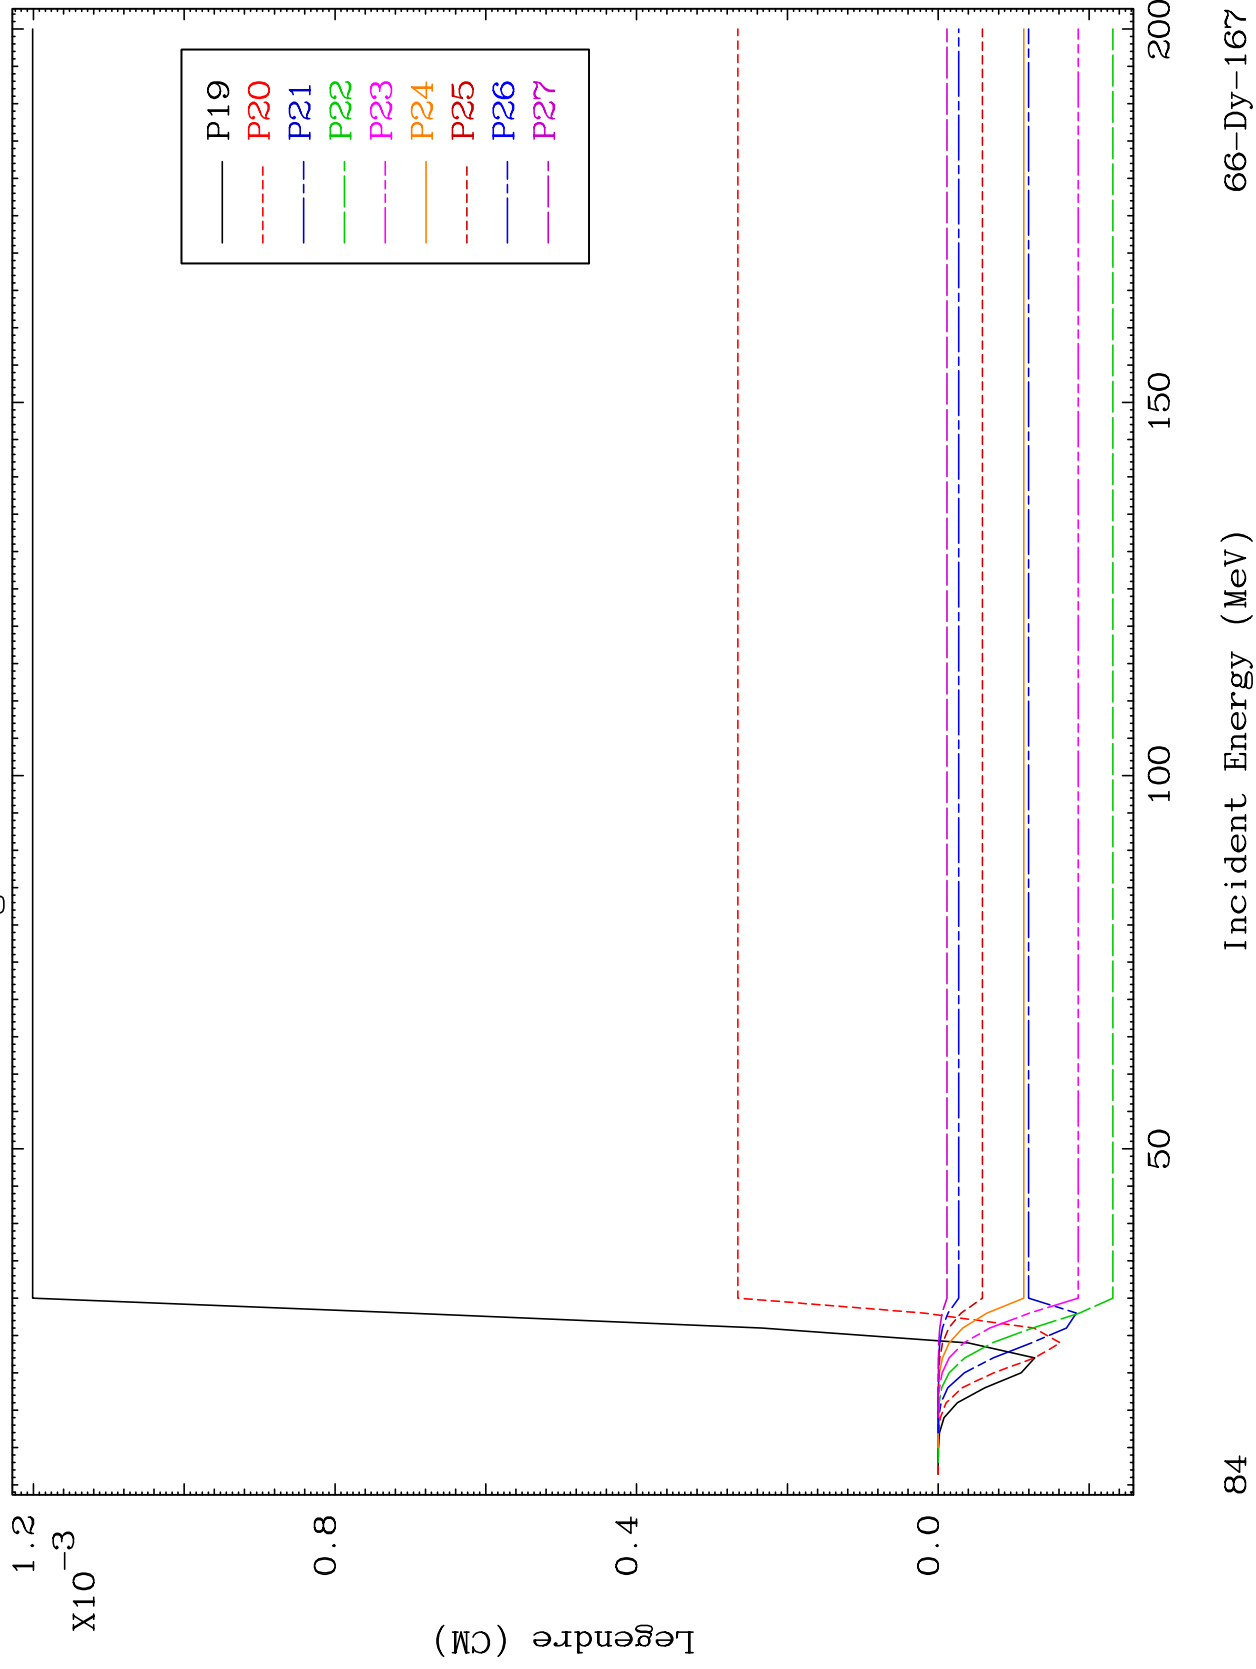 1.2
X10-3
0.8
0.4
0.0
Legendre (CM)
P19
P20
P21
P22
P23
P24
P25
P26
P27
50
100
150
200
Incident Energy (MeV)
84
66-Dy-167